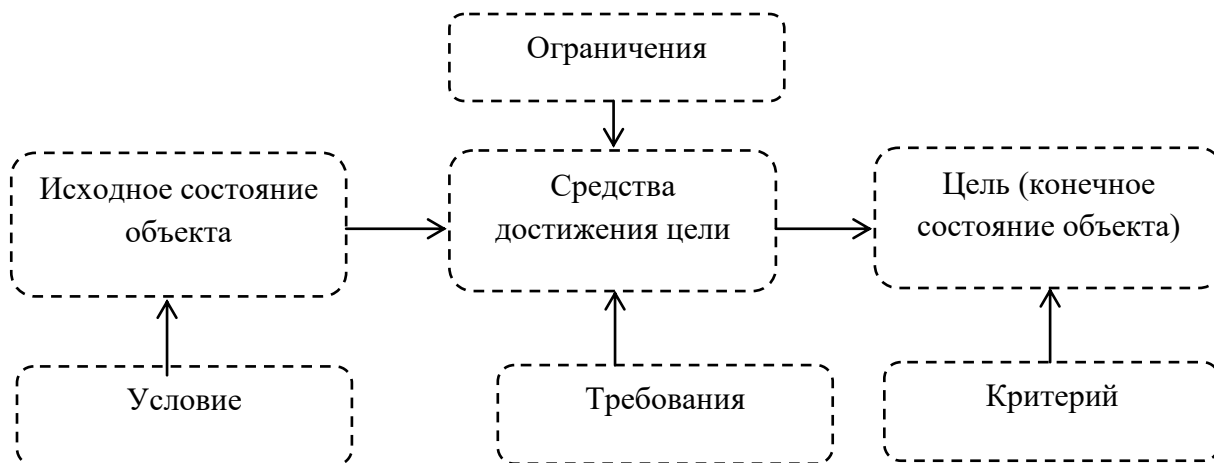 Ограничения
Исходное состояние
объекта
Средства
достижения цели
Цель (конечное
состояние объекта)
Условие
Требования
Критерий